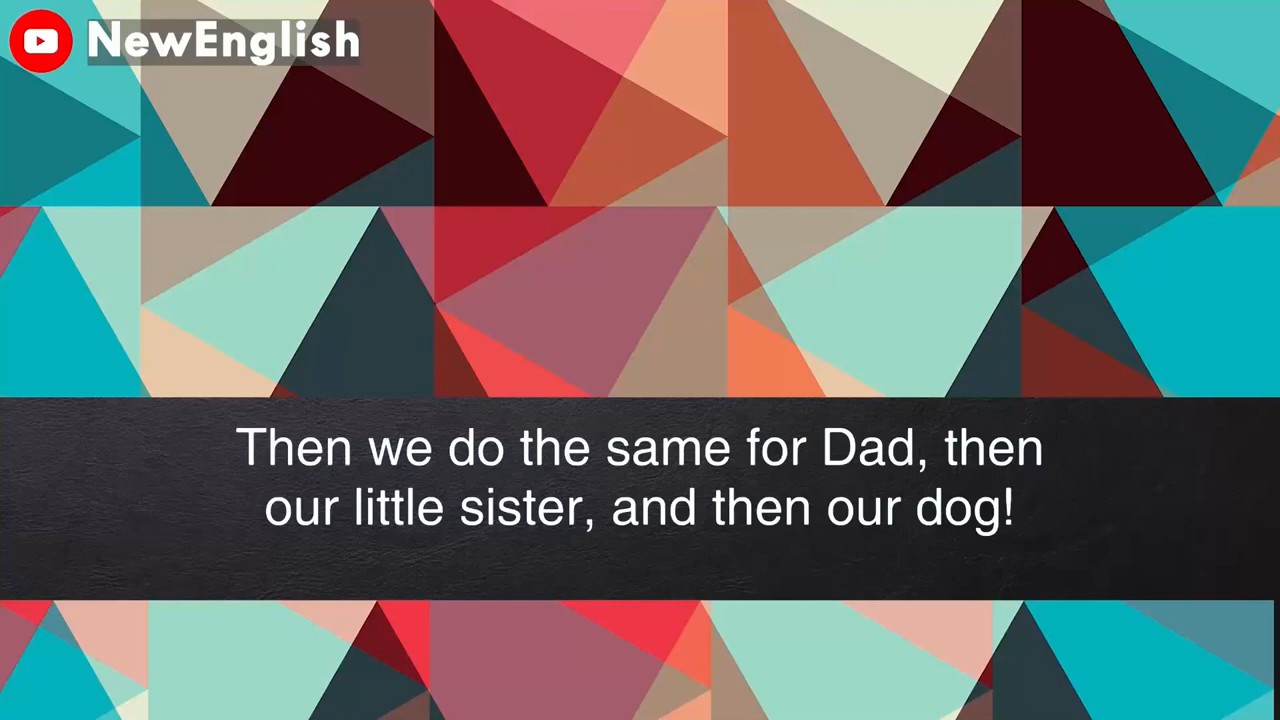 NewEnglish
Then we do the same for Dad, then
our little sister, and then our dog!